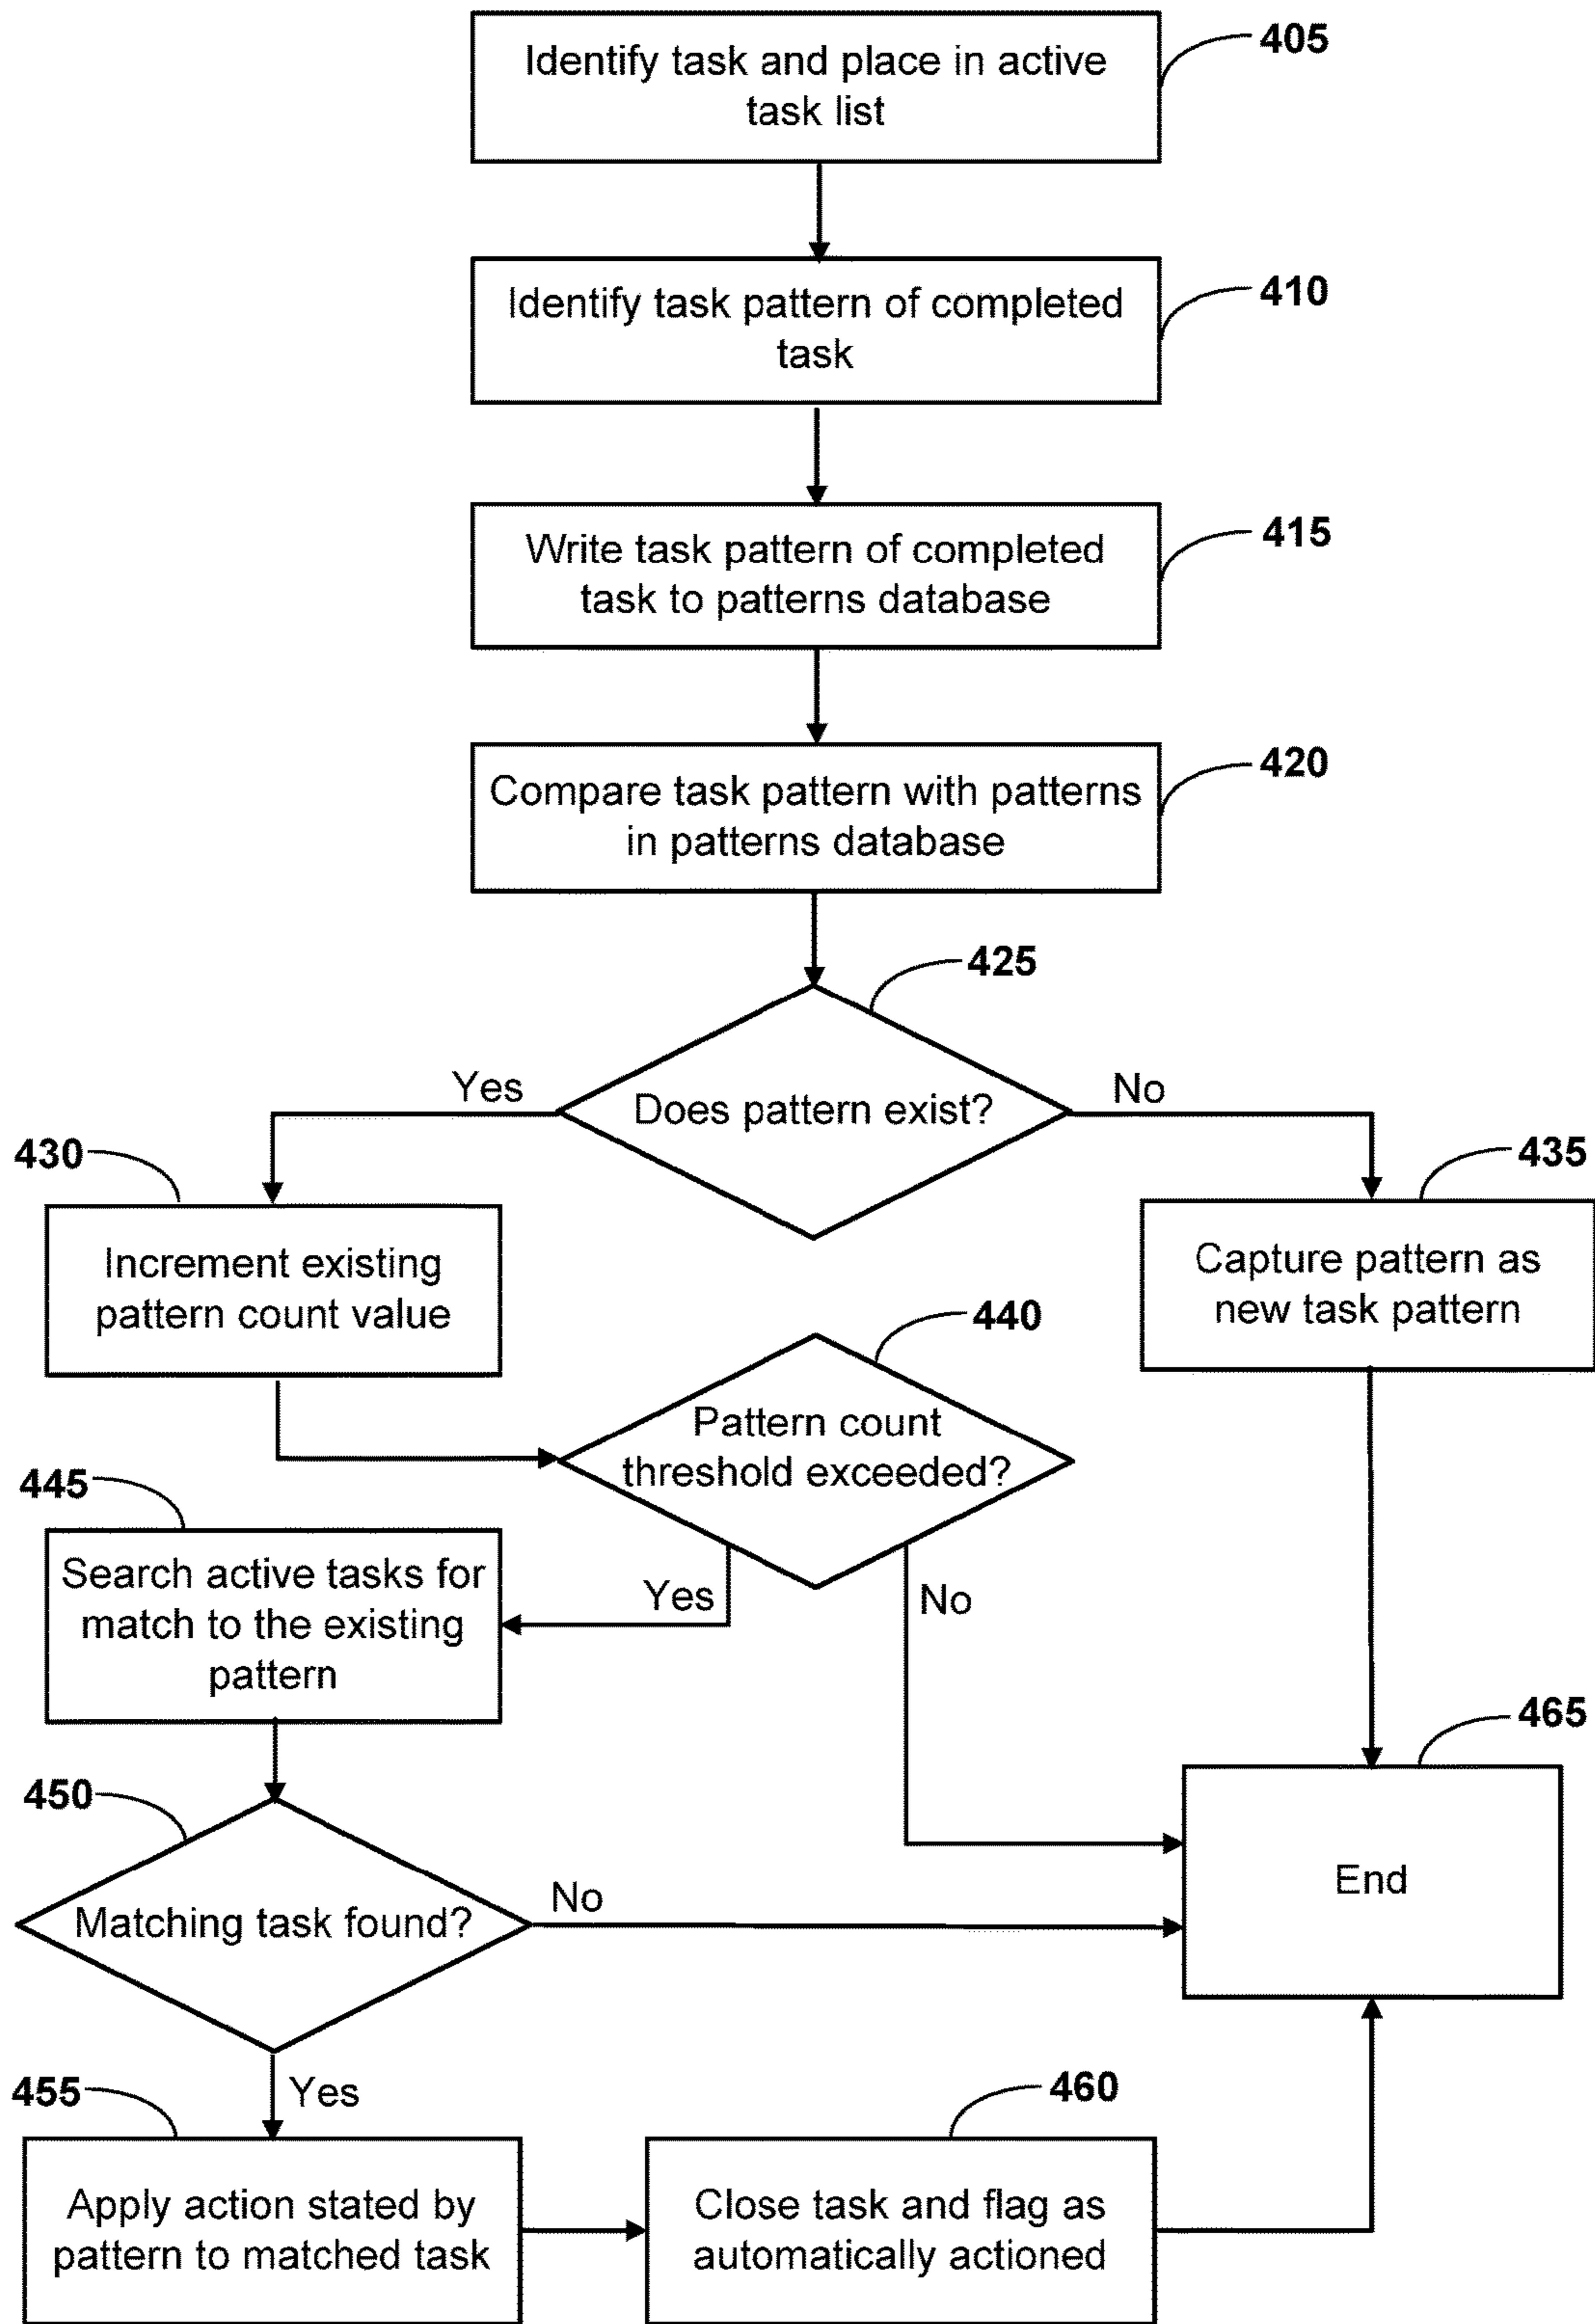 405
Identify task and place in active
task list
410
Identify task pattern of completed
task
415
Write task pattern of completed
task to patterns database
420
Compare task pattern with patterns
in patterns database
425
Does pattern exist?
Yes
No
430
Increment existing
pattern count value
435
Capture pattern as
new task pattern
440
Pattern count
threshold exceeded?
Yes
No
445
Search active tasks for
match to the existing
pattern
450
Matching task found?
No
Yes
465
End
455
Apply action stated by
pattern to matched task
460
Close task and flag as
automatically actioned